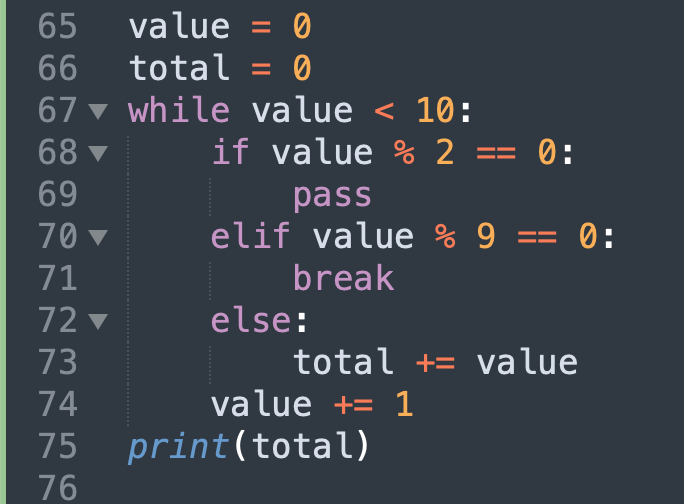 65 value = 0
66 total = 0
67 while value < 10:
68     if value % 2 == 0:
69         pass
70     elif value % 9 == 0:
71         break
72     else:
73         total += value
74     value += 1
75 print(total)
76